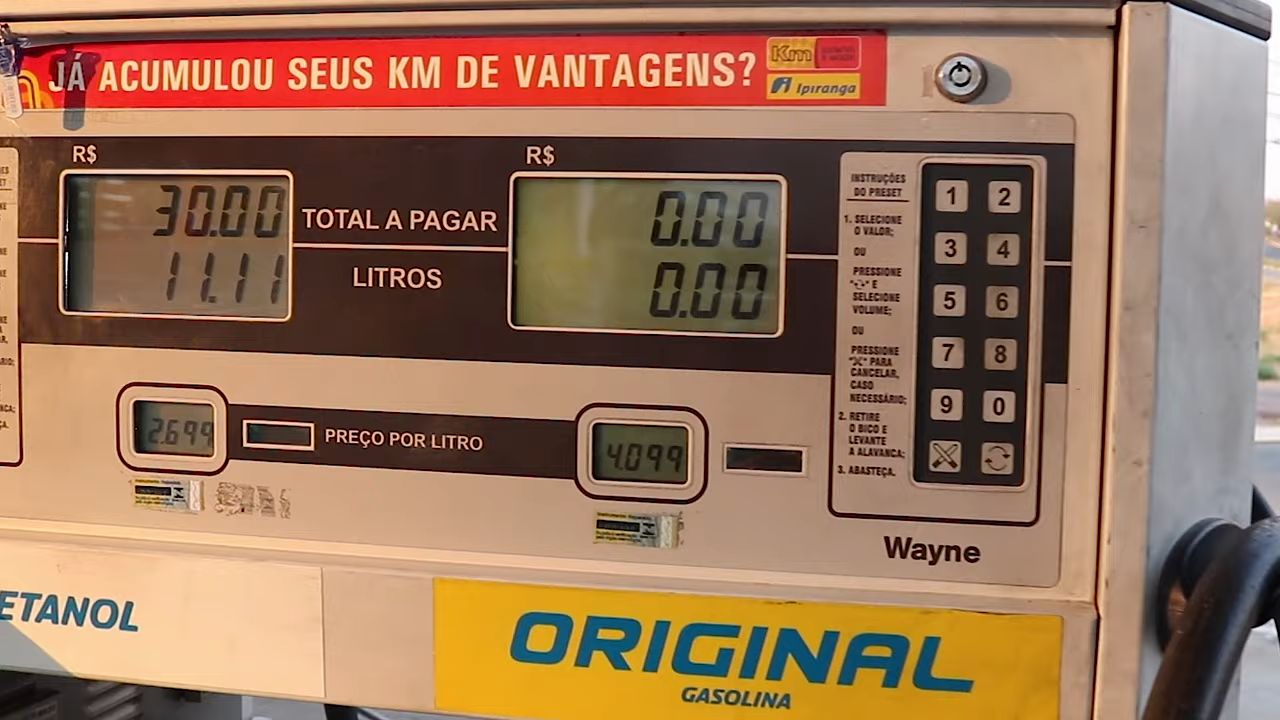 JÁ ACUMULOU SEUS KM DE VANTAGENS?
Km
Ipiranga
R$
R$
30.00
TOTAL A PAGAR
0.00
11.11
LITROS
0.00
2.699
PREÇO POR LITRO
4.099
INSTRUÇÕES
DO PRESET
1. SELECIONE
O VALOR;
OU
PRESSIONE
" " E
SELECIONE
VOLUME;
OU
PRESSIONE
" " PARA
CANCELAR,
CASO
NECESSÁRIO;
2. RETIRE
O BICO E
LEVANTE
A ALAVANCA;
3. ABASTEÇA.
1 2
3 4
5 6
7 8
9 0
Wayne
ETANOL
ORIGINAL
GASOLINA